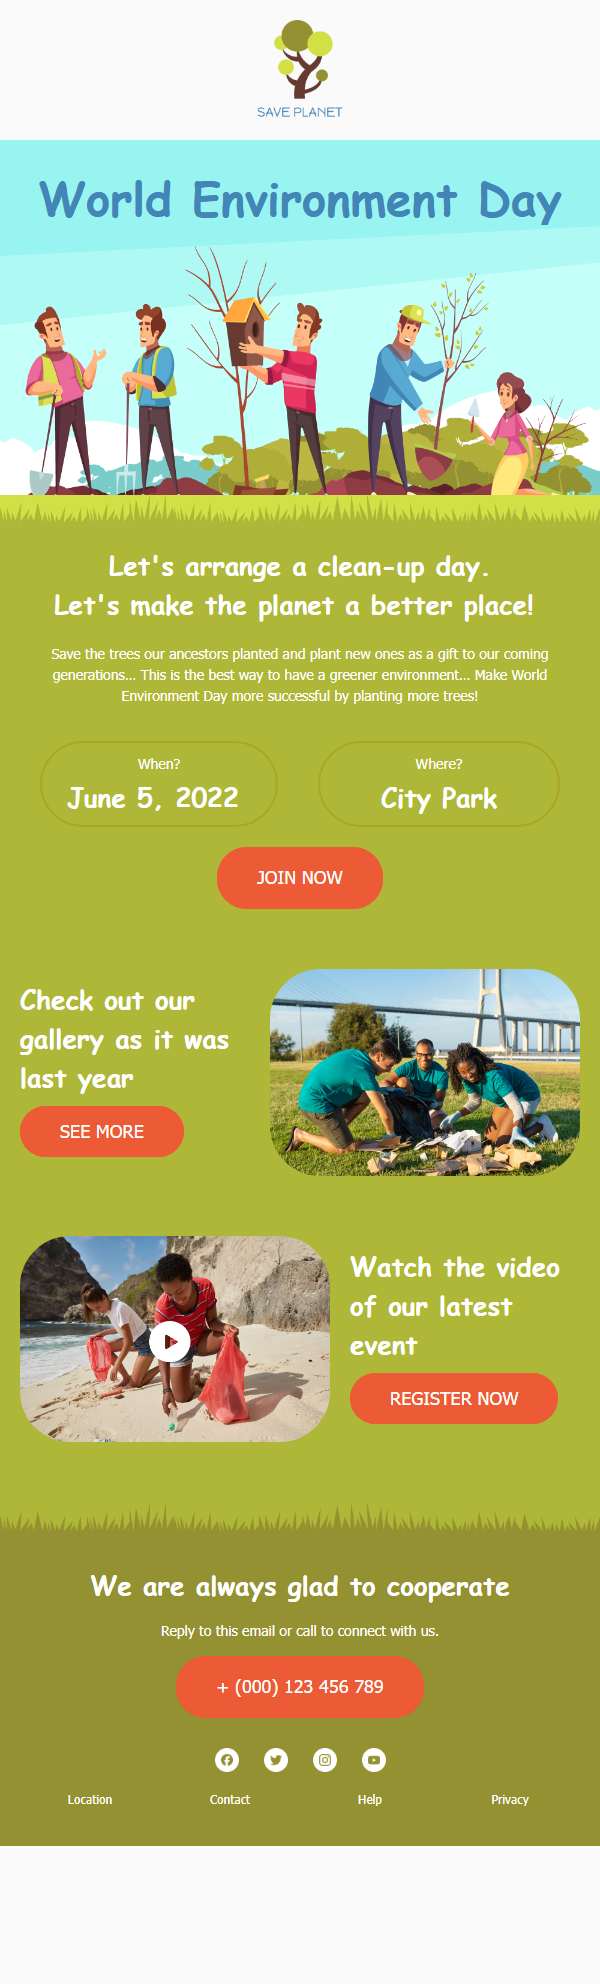 SAVE PLANET
World Environment Day
Let's arrange a clean-up day.
Let's make the planet a better place!
Save the trees our ancestors planted and plant new ones as a gift to our coming
generations... This is the best way to have a greener environment... Make World
Environment Day more successful by planting more trees!
When?
June 5, 2022
Where?
City Park
JOIN NOW
Check out our
gallery as it was
last year
SEE MORE
Watch the video
of our latest
event
REGISTER NOW
We are always glad to cooperate
Reply to this email or call to connect with us.
+ (000) 123 456 789
Location
Contact
Help
Privacy